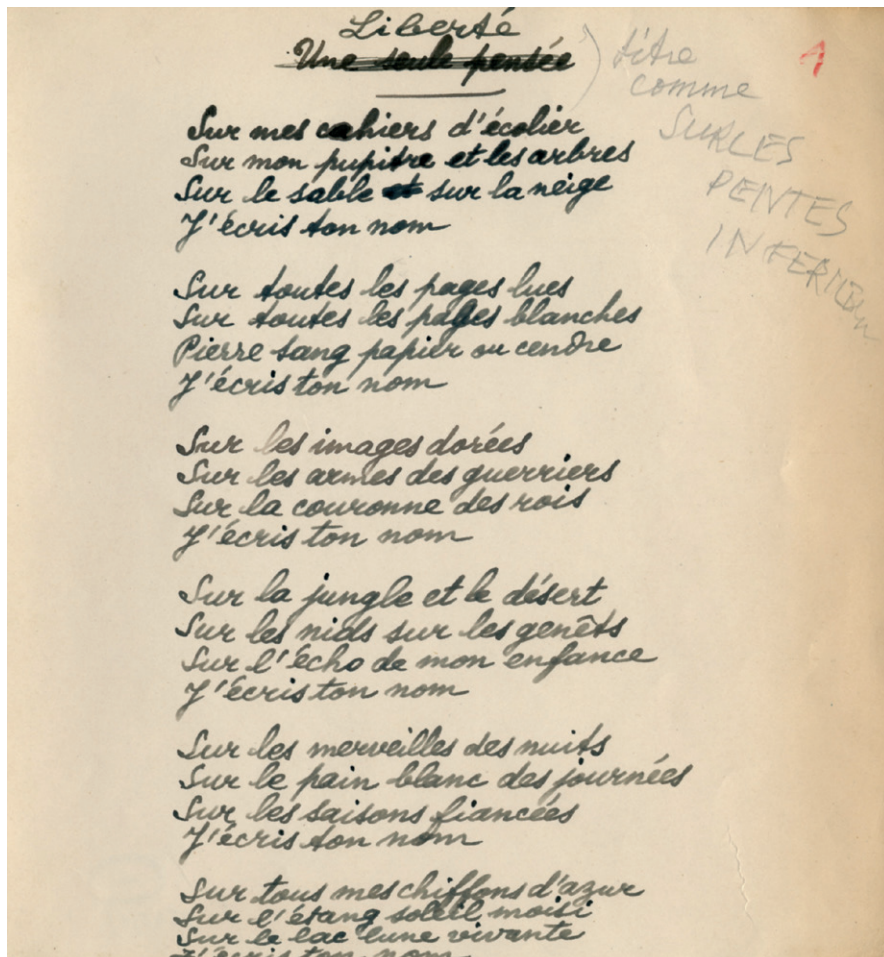 Liberté
Une seule pensée
titre
comme
SUR LES
PENTES
Sur mes cahiers d'écolier
Sur mon pupitre et les arbres
Sur le sable et sur la neige
J'écris ton nom
Sur toutes les pages lues
Sur toutes les pages blanches
Pierre sang papier ou cendre
J'écris ton nom
Sur les images dorées
Sur les armes des guerriers
Sur la couronne des rois
J'écris ton nom
Sur la jungle et le désert
Sur les nids sur les genêts
Sur l'écho de mon enfance
J'écris ton nom
Sur les merveilles des nuits
Sur le pain blanc des journées
Sur les saisons fiancées
J'écris ton nom
Sur tous mes chiffons d'azur
Sur l'étang soleil moisi
Sur le lac lune vivante
J'écris ton nom